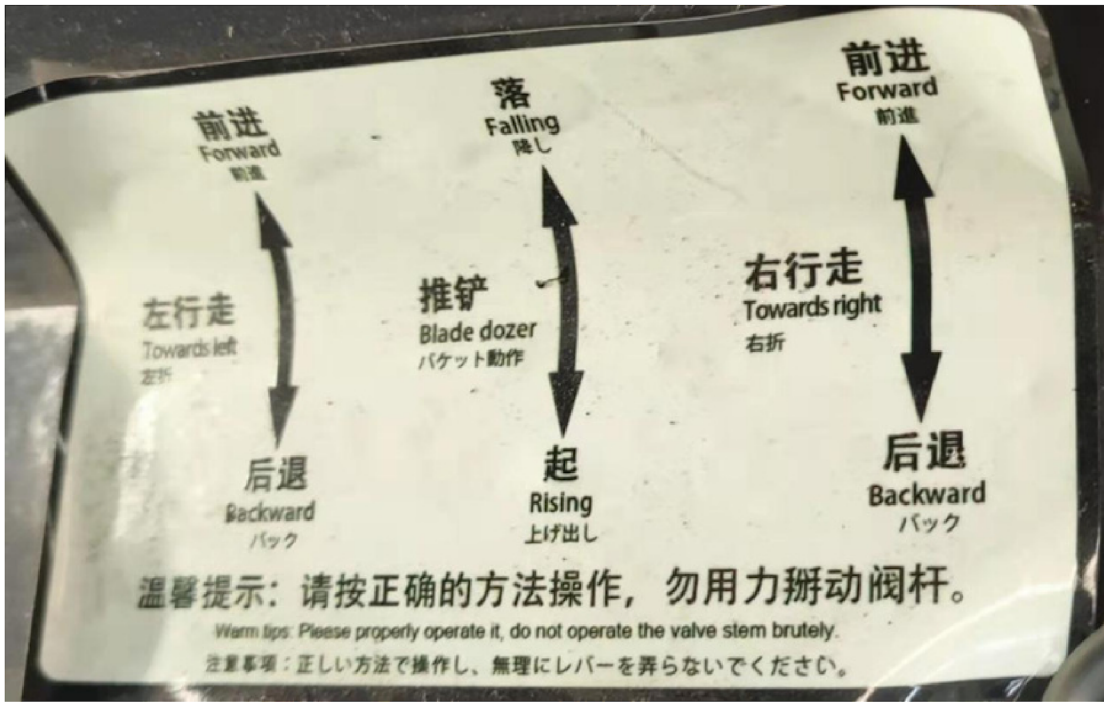 前进
Forward
前進
左行走
Towards left
左折
后退
Backward
バック
落
Falling
降し
推铲
Blade dozer
バケット動作
起
Rising
上げ出し
前进
Forward
前進
右行走
Towards right
右折
后退
Backward
バック
温馨提示：请按正确的方法操作，勿用力掰动阀杆。
Warm tips: Please properly operate it, do not operate the valve stem brutely.
注意事項：正しい方法で操作し、無理にレバーを弄らないでください。